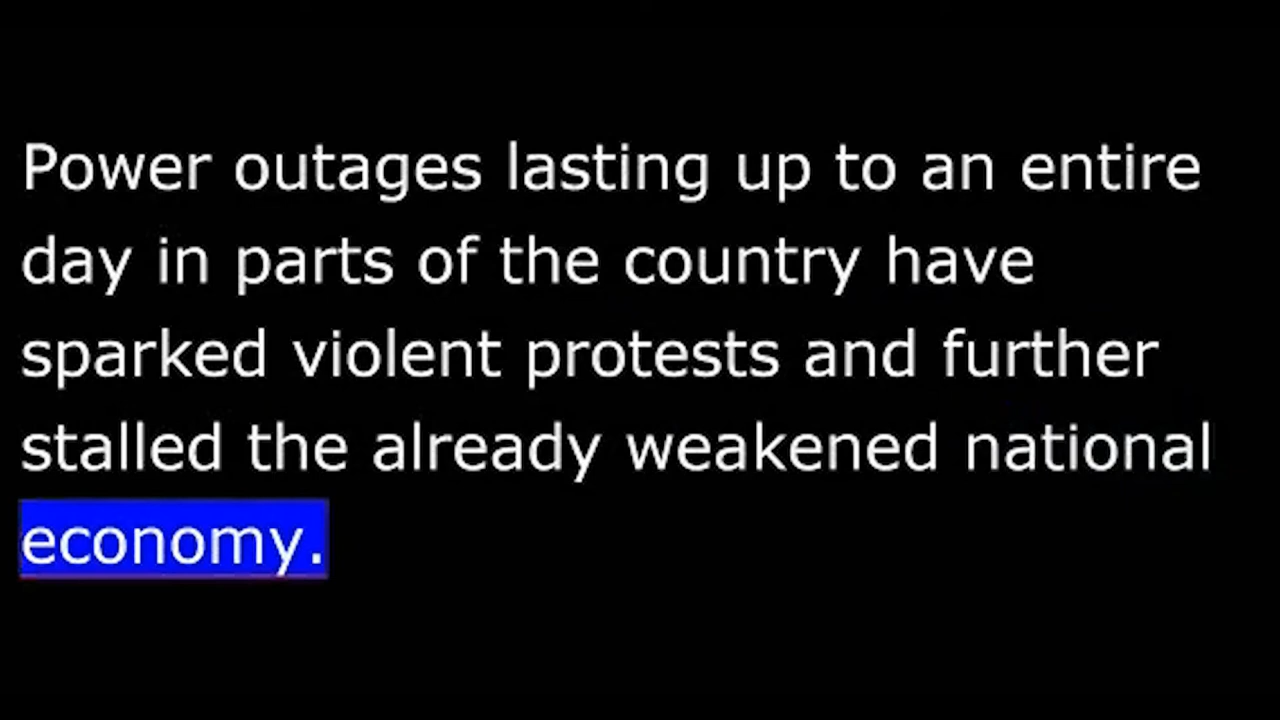 Power outages lasting up to an entire
day in parts of the country have
sparked violent protests and further
stalled the already weakened national
economy.